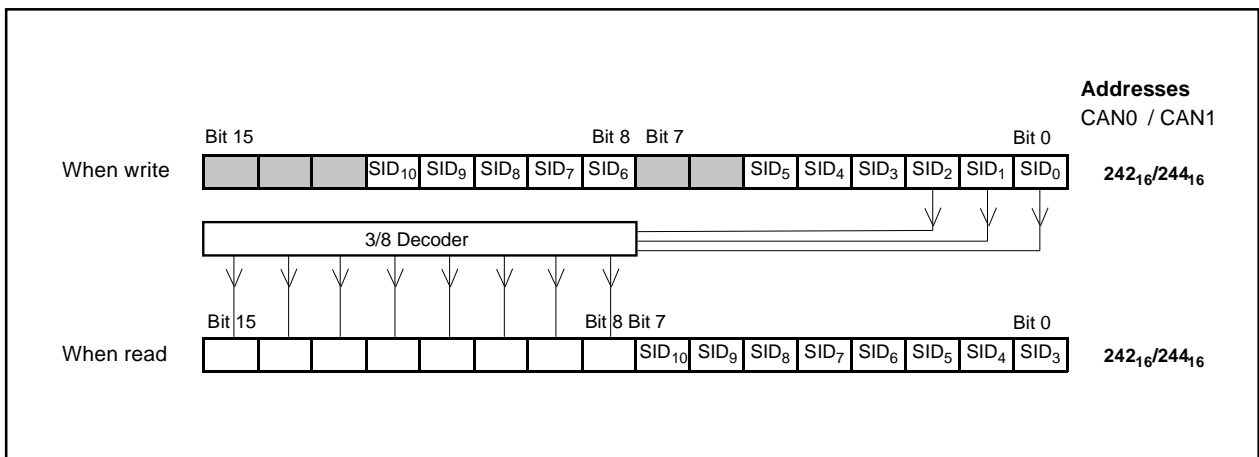 Addresses
CAN0 / CAN1
Bit 15 Bit 8 Bit 7 Bit 0
When write SID10 SID9 SID8 SID7 SID6 SID5 SID4 SID3 SID2 SID1 SID0 24216/24416
3/8 Decoder
Bit 15 Bit 8 Bit 7 Bit 0
When read SID10 SID9 SID8 SID7 SID6 SID5 SID4 SID3 24216/24416